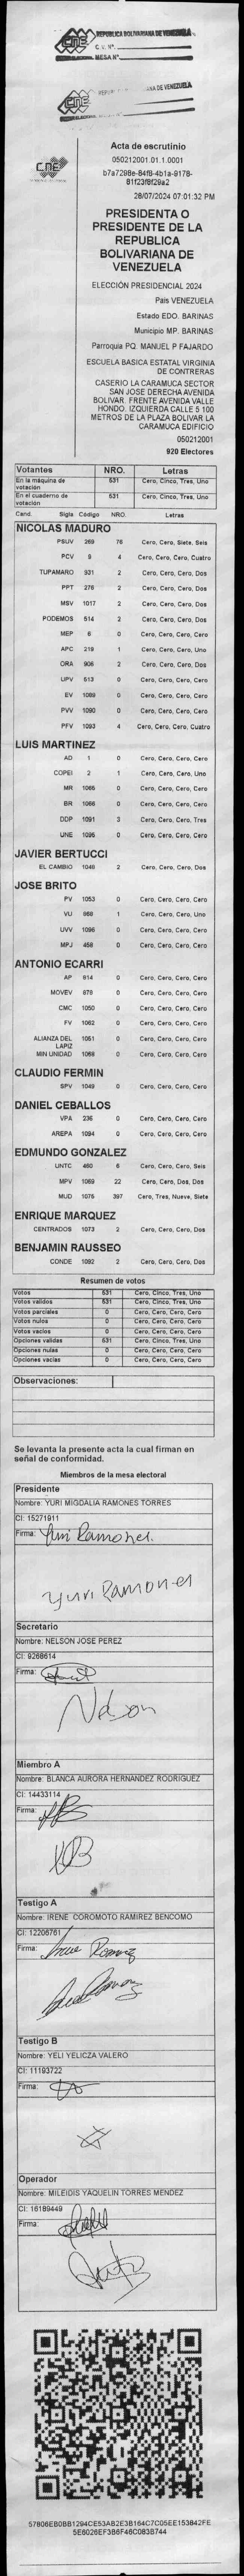 CNE
REPUBLICA BOLIVARIANA DE VENEZUELA
C.V. Nº.
MESA Nº.
CNE
DE VENEZUELA
CNE
Acta de escrutinio
050212001.01.1.0001
b7a7298e-84f8-4b1a-9178-
81f23f8f29a2
28/07/2024 07:01:32 PM
PRESIDENTA O
PRESIDENTE DE LA
REPUBLICA
BOLIVARIANA DE
VENEZUELA
ELECCIÓN PRESIDENCIAL 2024
Pais VENEZUELA
Estado EDO. BARINAS
Municipio MP. BARINAS
Parroquia PQ. MANUEL P FAJARDO
ESCUELA BASICA ESTATAL VIRGINIA
DE CONTRERAS
CASERIO LA CARAMUCA SECTOR
SAN JOSE DERECHA AVENIDA
BOLIVAR. FRENTE AVENIDA VALLE
HONDO. IZQUIERDA CALLE 5 100
METROS DE LA PLAZA BOLIVAR LA
CARAMUCA EDIFICIO
050212001
920 Electores
Votantes NRO. Letras
En la máquina de votación 531 Cero, Cinco, Tres, Uno
En el cuaderno de votación 531 Cero, Cinco, Tres, Uno
Cand. Sigla Código NRO. Letras
NICOLAS MADURO
PSUV 269 76 Cero, Cero, Siete, Seis
PCV 9 4 Cero, Cero, Cero, Cuatro
TUPAMARO 931 2 Cero, Cero, Cero, Dos
PPT 276 2 Cero, Cero, Cero, Dos
MSV 1017 2 Cero, Cero, Cero, Dos
PODEMOS 514 2 Cero, Cero, Cero, Dos
MEP 6 0 Cero, Cero, Cero, Cero
APC 219 1 Cero, Cero, Cero, Uno
ORA 906 2 Cero, Cero, Cero, Dos
UPV 513 0 Cero, Cero, Cero, Cero
EV 1089 0 Cero, Cero, Cero, Cero
PVV 1090 0 Cero, Cero, Cero, Cero
PFV 1093 4 Cero, Cero, Cero, Cuatro
LUIS MARTINEZ
AD 1 0 Cero, Cero, Cero, Cero
COPEI 2 1 Cero, Cero, Cero, Uno
MR 1065 0 Cero, Cero, Cero, Cero
BR 1066 0 Cero, Cero, Cero, Cero
DDP 1091 3 Cero, Cero, Cero, Tres
UNE 1095 0 Cero, Cero, Cero, Cero
JAVIER BERTUCCI
EL CAMBIO 1048 2 Cero, Cero, Cero, Dos
JOSE BRITO
PV 1053 0 Cero, Cero, Cero, Cero
VU 968 1 Cero, Cero, Cero, Uno
UVV 1096 0 Cero, Cero, Cero, Cero
MPJ 458 0 Cero, Cero, Cero, Cero
ANTONIO ECARRI
AP 914 0 Cero, Cero, Cero, Cero
MOVEV 879 0 Cero, Cero, Cero, Cero
CMC 1050 0 Cero, Cero, Cero, Cero
FV 1062 0 Cero, Cero, Cero, Cero
ALIANZA DEL LAPIZ 1051 0 Cero, Cero, Cero, Cero
MIN UNIDAD 1068 0 Cero, Cero, Cero, Cero
CLAUDIO FERMIN
SPV 1049 0 Cero, Cero, Cero, Cero
DANIEL CEBALLOS
VPA 236 0 Cero, Cero, Cero, Cero
AREPA 1094 0 Cero, Cero, Cero, Cero
EDMUNDO GONZALEZ
UNTC 460 6 Cero, Cero, Cero, Seis
MPV 1069 22 Cero, Cero, Dos, Dos
MUD 1075 397 Cero, Tres, Nueve, Siete
ENRIQUE MARQUEZ
CENTRADOS 1073 2 Cero, Cero, Cero, Dos
BENJAMIN RAUSSEO
CONDE 1092 2 Cero, Cero, Cero, Dos
Resumen de votos
Votos 531 Cero, Cinco, Tres, Uno
Votos validos 531 Cero, Cinco, Tres, Uno
Votos parciales 0 Cero, Cero, Cero, Cero
Votos nulos 0 Cero, Cero, Cero, Cero
Votos vacios 0 Cero, Cero, Cero, Cero
Opciones validas 531 Cero, Cinco, Tres, Uno
Opciones nulas 0 Cero, Cero, Cero, Cero
Opciones vacias 0 Cero, Cero, Cero, Cero
Observaciones:
Se levanta la presente acta la cual firman en
señal de conformidad.
Miembros de la mesa electoral
Presidente
Nombre: YURI MIGDALIA RAMONES TORRES
CI: 15271911
Firma: Yuri Ramones
Yuri Ramones
Secretario
Nombre: NELSON JOSE PEREZ
CI: 9268614
Firma:
Nelson
Miembro A
Nombre: BLANCA AURORA HERNANDEZ RODRIGUEZ
CI: 14433114
Firma:
Testigo A
Nombre: IRENE COROMOTO RAMIREZ BENCOMO
CI: 12206761
Firma:
Testigo B
Nombre: YELI YELICZA VALERO
CI: 11193722
Firma:
Operador
Nombre: MILEIDIS YAQUELIN TORRES MENDEZ
CI: 16189449
Firma:
57806EB0BB1294CE53AB2E3B164C7C05EE153842FE
5E6026EF3B6F46C083B744